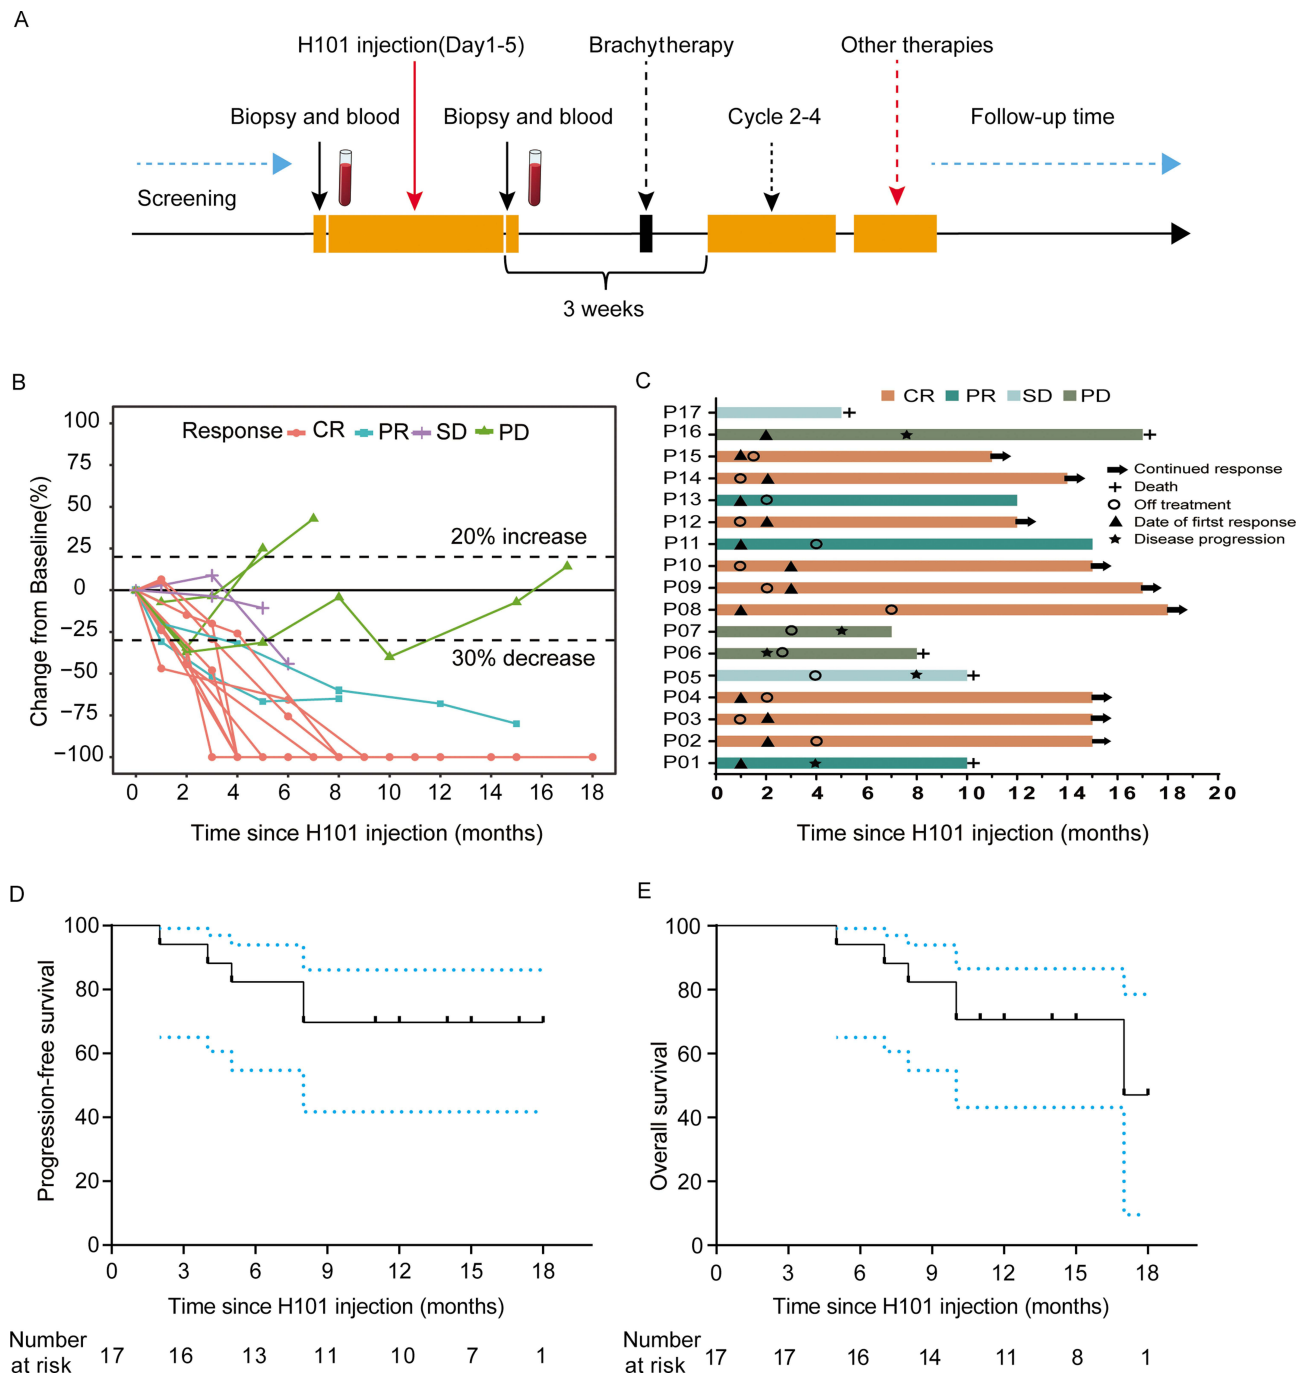 A
H101 injection(Day1-5)
Brachytherapy
Other therapies
Biopsy and blood
Biopsy and blood
Cycle 2-4
Follow-up time
Screening
3 weeks
B
100
75
50
25
0
−25
−50
−75
−100
Change from Baseline(%)
Response CR PR SD PD
20% increase
30% decrease
0 2 4 6 8 10 12 14 16 18
Time since H101 injection (months)
C
CR PR SD PD
P17
P16
P15
P14
P13
P12
P11
P10
P09
P08
P07
P06
P05
P04
P03
P02
P01
Continued response
Death
Off treatment
Date of firtst response
Disease progression
0 2 4 6 8 10 12 14 16 18 20
Time since H101 injection (months)
D
100
80
60
40
20
0
Progression-free survival
0 3 6 9 12 15 18
Time since H101 injection (months)
Number
at risk 17 16 13 11 10 7 1
E
100
80
60
40
20
0
Overall survival
0 3 6 9 12 15 18
Time since H101 injection (months)
Number
at risk 17 17 16 14 11 8 1